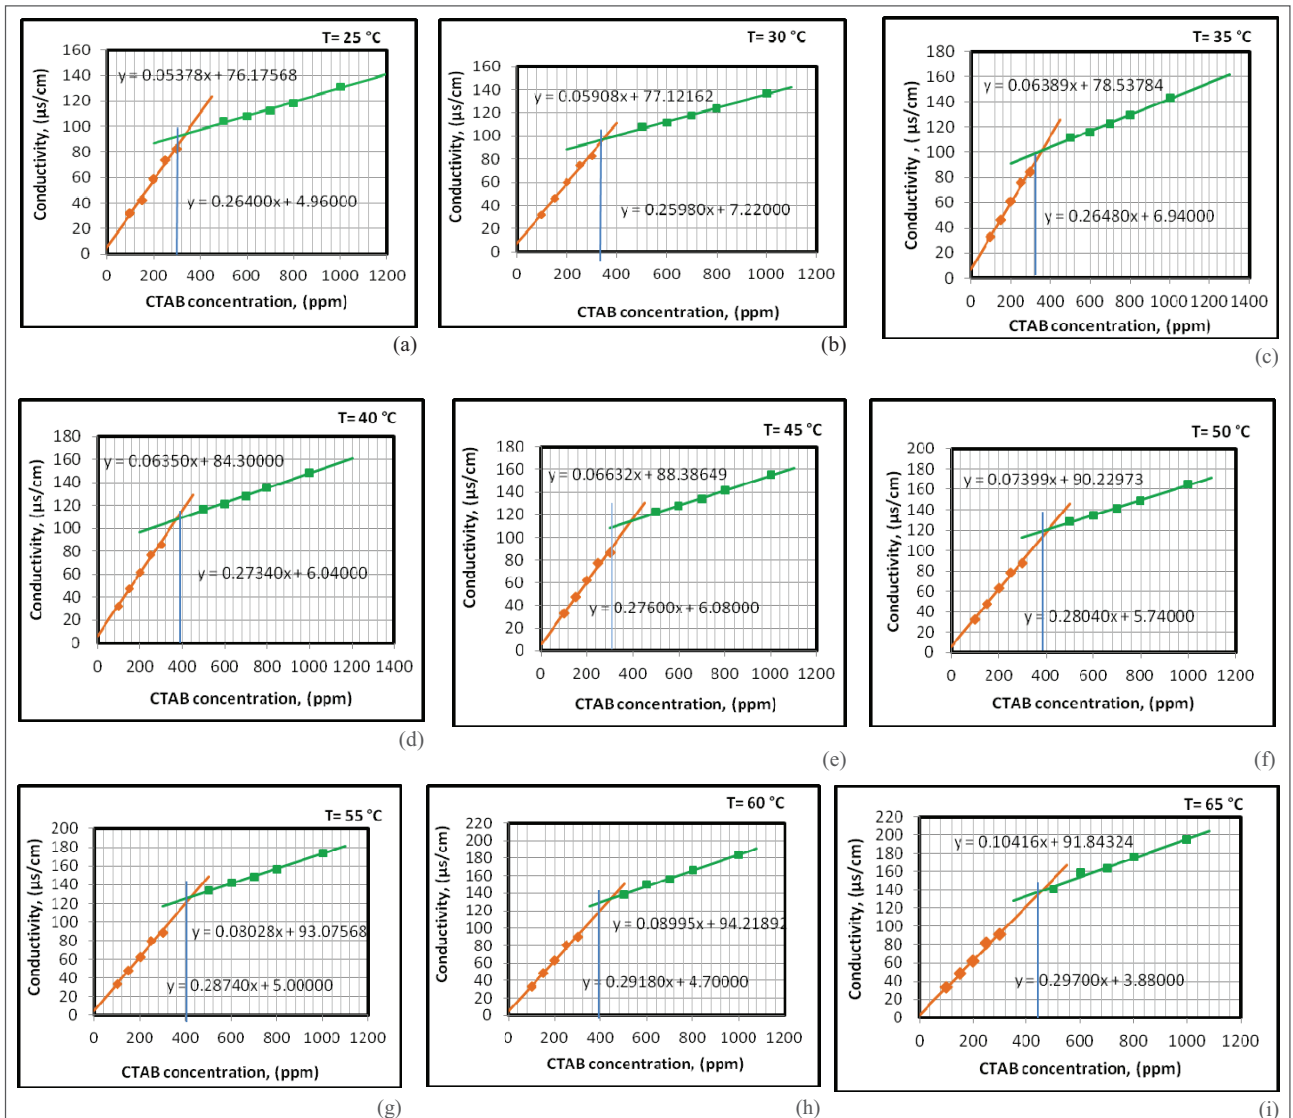 T= 25 °C
Conductivity, (µs/cm)
160
140
120
100
80
60
40
20
0
y = 0.05378x + 76.17568
y = 0.26400x + 4.96000
0 200 400 600 800 1000 1200
CTAB concentration, (ppm)
(a)
T= 30 °C
Conductivity, (µs/cm)
160
140
120
100
80
60
40
20
0
y = 0.05908x + 77.12162
y = 0.25980x + 7.22000
0 200 400 600 800 1000 1200
CTAB concentration, (ppm)
(b)
T= 35 °C
Conductivity , (µs/cm)
180
160
140
120
100
80
60
40
20
0
y = 0.06389x + 78.53784
y = 0.26480x + 6.94000
0 200 400 600 800 1000 1200 1400
CTAB concentration, (ppm)
(c)
T= 40 °C
Conductivity, (µs/cm)
180
160
140
120
100
80
60
40
20
0
y = 0.06350x + 84.30000
y = 0.27340x + 6.04000
0 200 400 600 800 1000 1200 1400
CTAB concentration, (ppm)
(d)
T= 45 °C
Conductivity, (µs/cm)
180
160
140
120
100
80
60
40
20
0
y = 0.06632x + 88.38649
y = 0.27600x + 6.08000
0 200 400 600 800 1000 1200
CTAB concentration, (ppm)
(e)
T= 50 °C
Conductivity, (µs/cm)
200
180
160
140
120
100
80
60
40
20
0
y = 0.07399x + 90.22973
y = 0.28040x + 5.74000
0 200 400 600 800 1000 1200
CTAB concentration, (ppm)
(f)
T= 55 °C
Conductivity, (µs/cm)
200
180
160
140
120
100
80
60
40
20
0
y = 0.08028x + 93.07568
y = 0.28740x + 5.00000
0 200 400 600 800 1000 1200
CTAB concentration, (ppm)
(g)
T= 60 °C
Conductivity, (µs/cm)
220
200
180
160
140
120
100
80
60
40
20
0
y = 0.08995x + 94.21892
y = 0.29180x + 4.70000
0 200 400 600 800 1000 1200
CTAB concentration, (ppm)
(h)
T= 65 °C
Conductivity, (µs/cm)
220
200
180
160
140
120
100
80
60
40
20
0
y = 0.10416x + 91.84324
y = 0.29700x + 3.88000
0 200 400 600 800 1000 1200
CTAB concentration, (ppm)
(i)